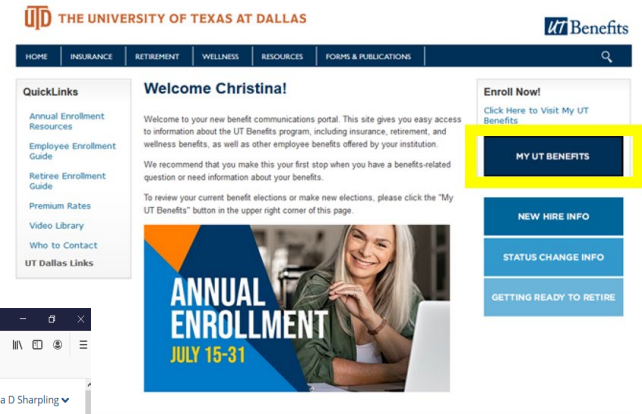 UTD THE UNIVERSITY OF TEXAS AT DALLAS
UT Benefits
HOME INSURANCE RETIREMENT WELLNESS RESOURCES FORMS & PUBLICATIONS
QuickLinks
Annual Enrollment
Resources
Employee Enrollment
Guide
Retiree Enrollment
Guide
Premium Rates
Video Library
Who to Contact
UT Dallas Links
Welcome Christina!
Welcome to your new benefit communications portal. This site gives you easy access
to information about the UT Benefits program, including insurance, retirement, and
wellness benefits, as well as other employee benefits offered by your institution.
We recommend that you make this your first stop when you have a benefits-related
question or need information about your benefits.
To review your current benefit elections or make new elections, please click the "My
UT Benefits" button in the upper right corner of this page.
ANNUAL
ENROLLMENT
JULY 15-31
Enroll Now!
Click Here to Visit My UT
Benefits
MY UT BENEFITS
NEW HIRE INFO
STATUS CHANGE INFO
GETTING READY TO RETIRE
a D Sharpling